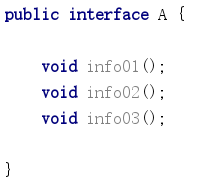 public interface A {
void info01();
void info02();
void info03();
}